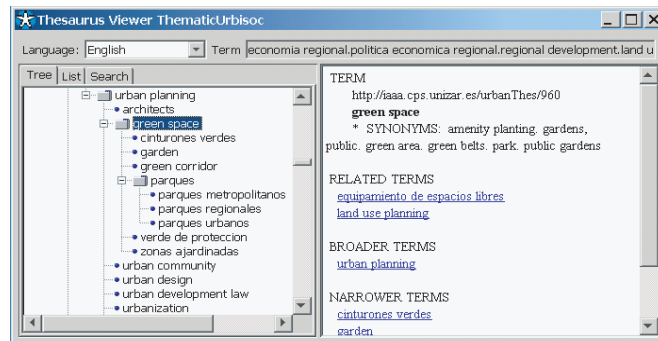 Thesaurus Viewer ThematicUrbisoc
Language: English Term economia regional.politica economica regional.regional development.land u
Tree List Search
urban planning
architects
green space
cinturones verdes
garden
green corridor
parques
parques metropolitanos
parques regionales
parques urbanos
verde de proteccion
zonas ajardinadas
urban community
urban design
urban development law
urbanization
TERM
http://iaaa.cps.unizar.es/urbanThes/960
green space
* SYNONYMS: amenity planting. gardens,
public. green area. green belts. park. public gardens
RELATED TERMS
equipamiento de espacios libres
land use planning
BROADER TERMS
urban planning
NARROWER TERMS
cinturones verdes
garden